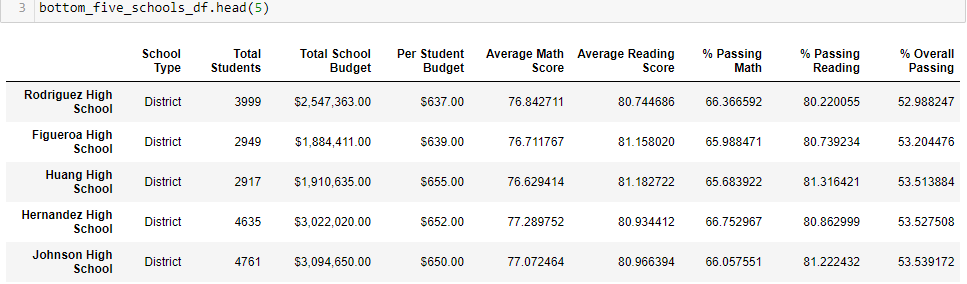 3 bottom_five_schools_df.head(5)
School Type Total Students Total School Budget Per Student Budget Average Math Score Average Reading Score % Passing Math % Passing Reading % Overall Passing
Rodriguez High School District 3999 $2,547,363.00 $637.00 76.842711 80.744686 66.366592 80.220055 52.988247
Figueroa High School District 2949 $1,884,411.00 $639.00 76.711767 81.158020 65.988471 80.739234 53.204476
Huang High School District 2917 $1,910,635.00 $655.00 76.629414 81.182722 65.683922 81.316421 53.513884
Hernandez High School District 4635 $3,022,020.00 $652.00 77.289752 80.934412 66.752967 80.862999 53.527508
Johnson High School District 4761 $3,094,650.00 $650.00 77.072464 80.966394 66.057551 81.222432 53.539172